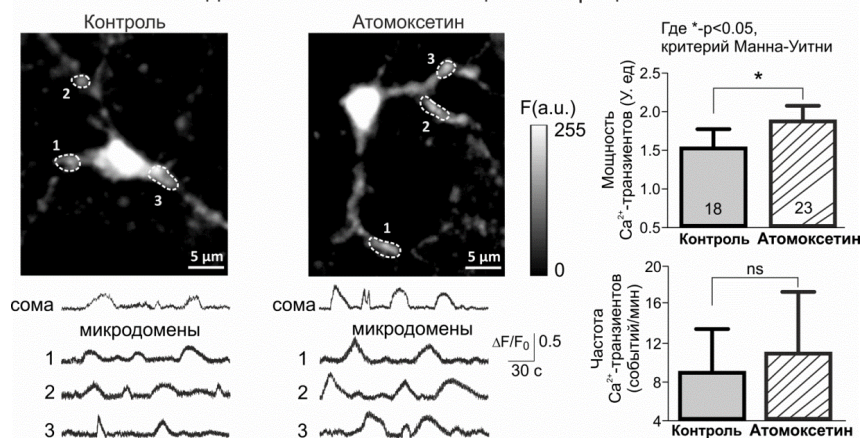 Контроль
Атомоксетин
Где *-p<0.05,
критерий Манна-Уитни
2
1
3
5 µm
3
2
1
5 µm
F(a.u.)
255
0
Мощность
Ca²⁺-транзиентов (У. ед)
2.5
2.0
1.5
1.0
0.5
*
18
23
Контроль
Атомоксетин
сома
микродомены
1
2
3
сома
микродомены
1
2
3
ΔF/F₀
0.5
30 с
Частота
Ca²⁺-транзиентов
(событий/мин)
20
16
12
8
4
ns
Контроль
Атомоксетин